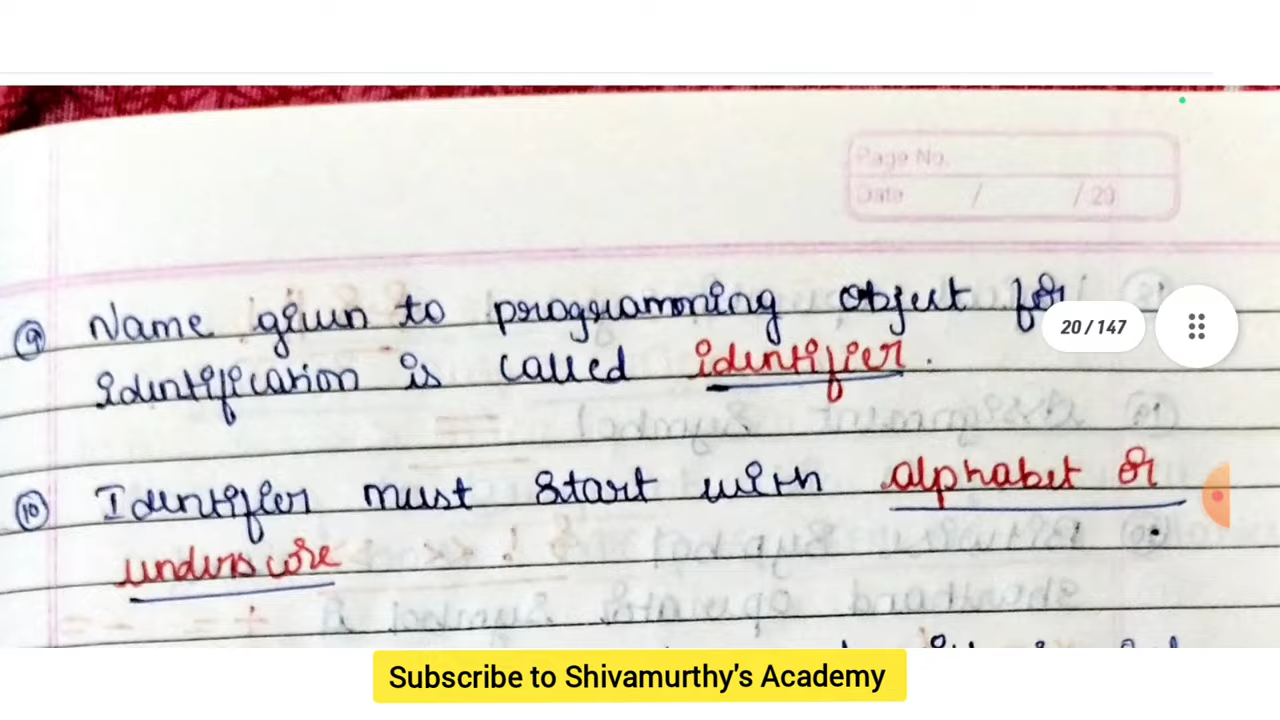 Page No.
Date / / 20
⑨ Name given to programming object for
identification is called identifier.
20 / 147
⑩ Identifier must start with alphabet or
underscore
Subscribe to Shivamurthy's Academy